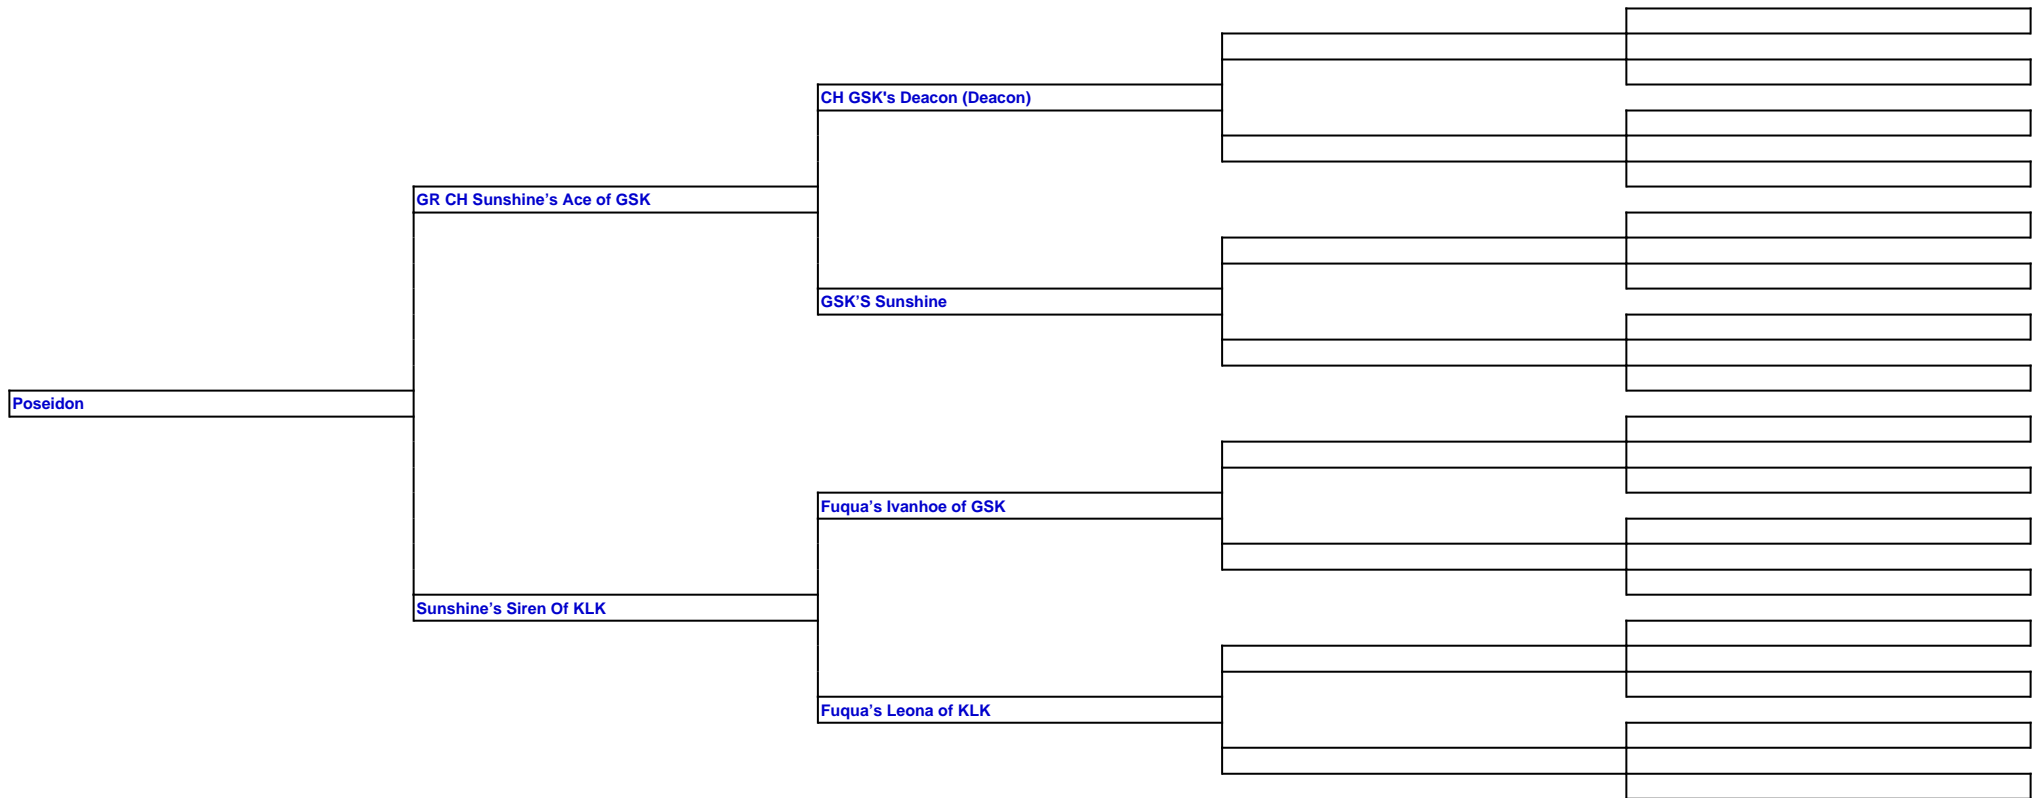 CH GSK's Deacon (Deacon)
GR CH Sunshine’s Ace of GSK
GSK’S Sunshine
Poseidon
Fuqua’s Ivanhoe of GSK
Sunshine’s Siren Of KLK
Fuqua’s Leona of KLK